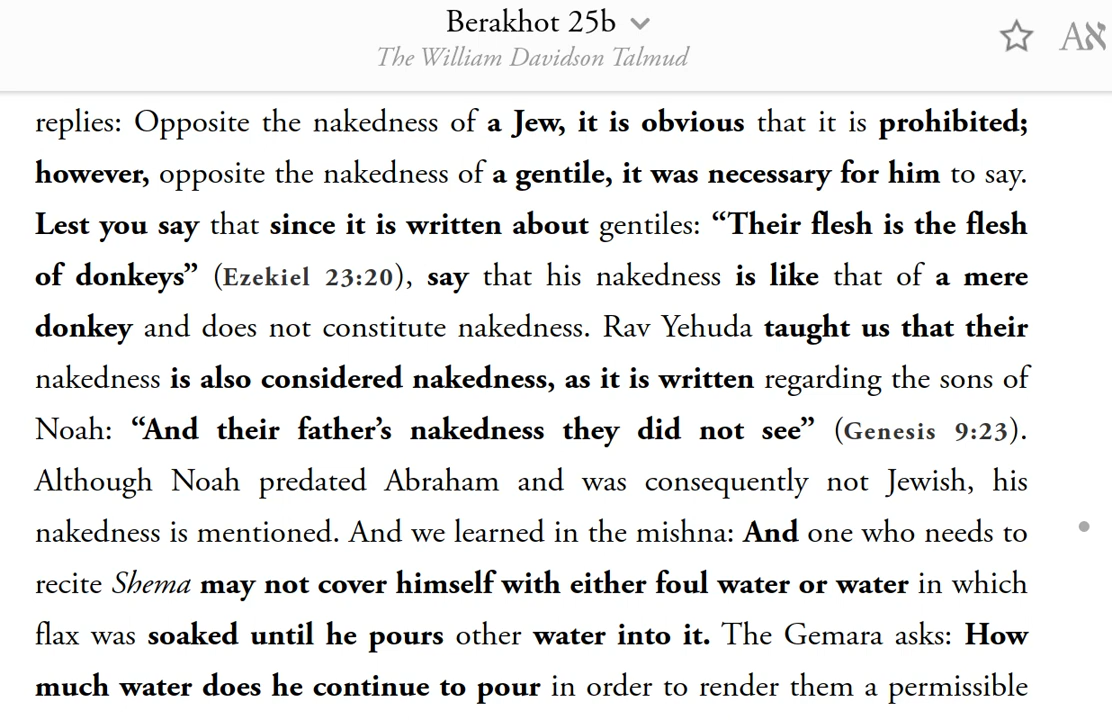 Berakhot 25b
The William Davidson Talmud
Aא
replies: Opposite the nakedness of a Jew, it is obvious that it is prohibited;
however, opposite the nakedness of a gentile, it was necessary for him to say.
Lest you say that since it is written about gentiles: “Their flesh is the flesh
of donkeys” (Ezekiel 23:20), say that his nakedness is like that of a mere
donkey and does not constitute nakedness. Rav Yehuda taught us that their
nakedness is also considered nakedness, as it is written regarding the sons of
Noah: “And their father’s nakedness they did not see” (Genesis 9:23).
Although Noah predated Abraham and was consequently not Jewish, his
nakedness is mentioned. And we learned in the mishna: And one who needs to
recite Shema may not cover himself with either foul water or water in which
flax was soaked until he pours other water into it. The Gemara asks: How
much water does he continue to pour in order to render them a permissible